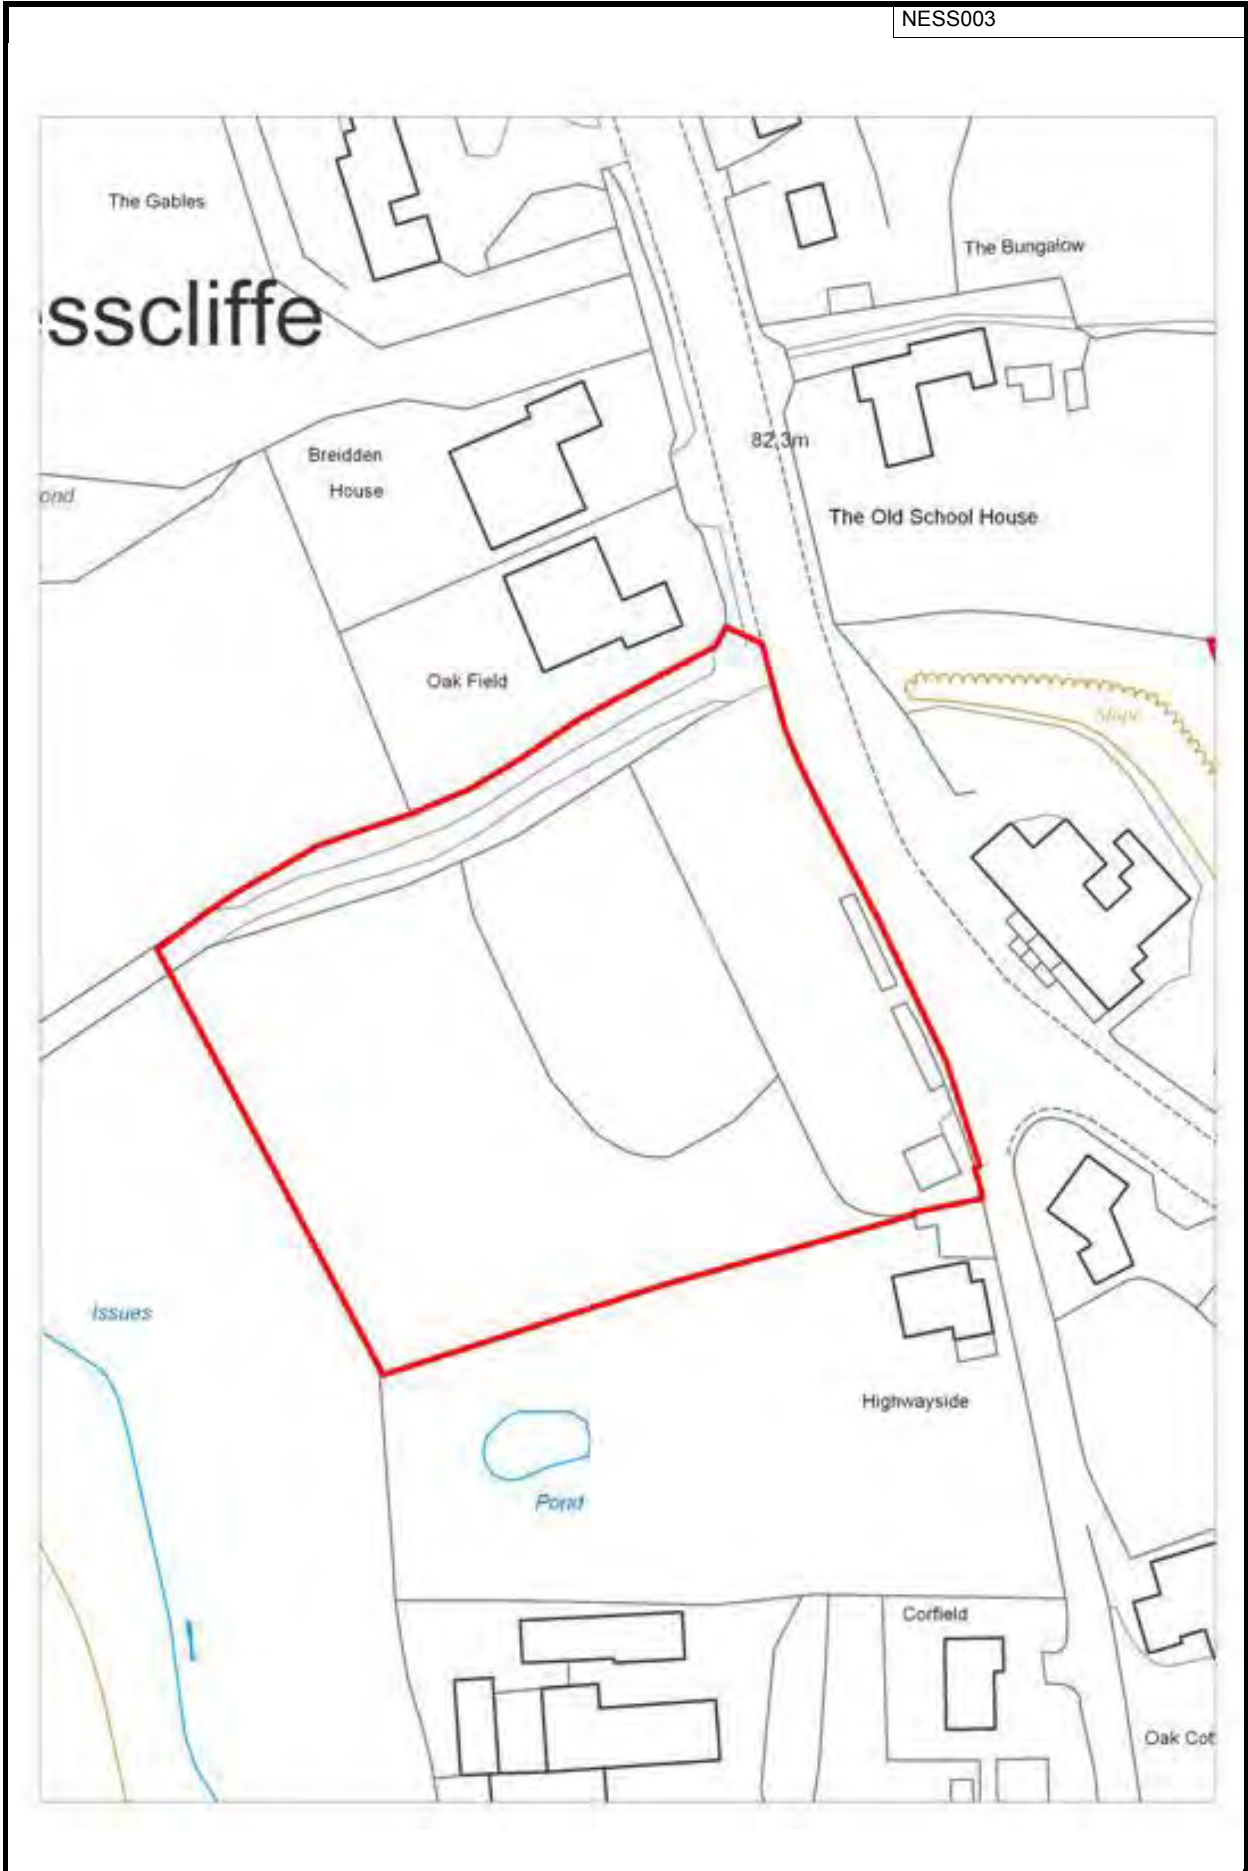 NESS003
The Gables
The Bungalow
sscliffe
82.3m
Breidden
House
ond
The Old School House
Oak Field
Slope
Issues
Highwayside
Pond
Corfield
Oak Cot